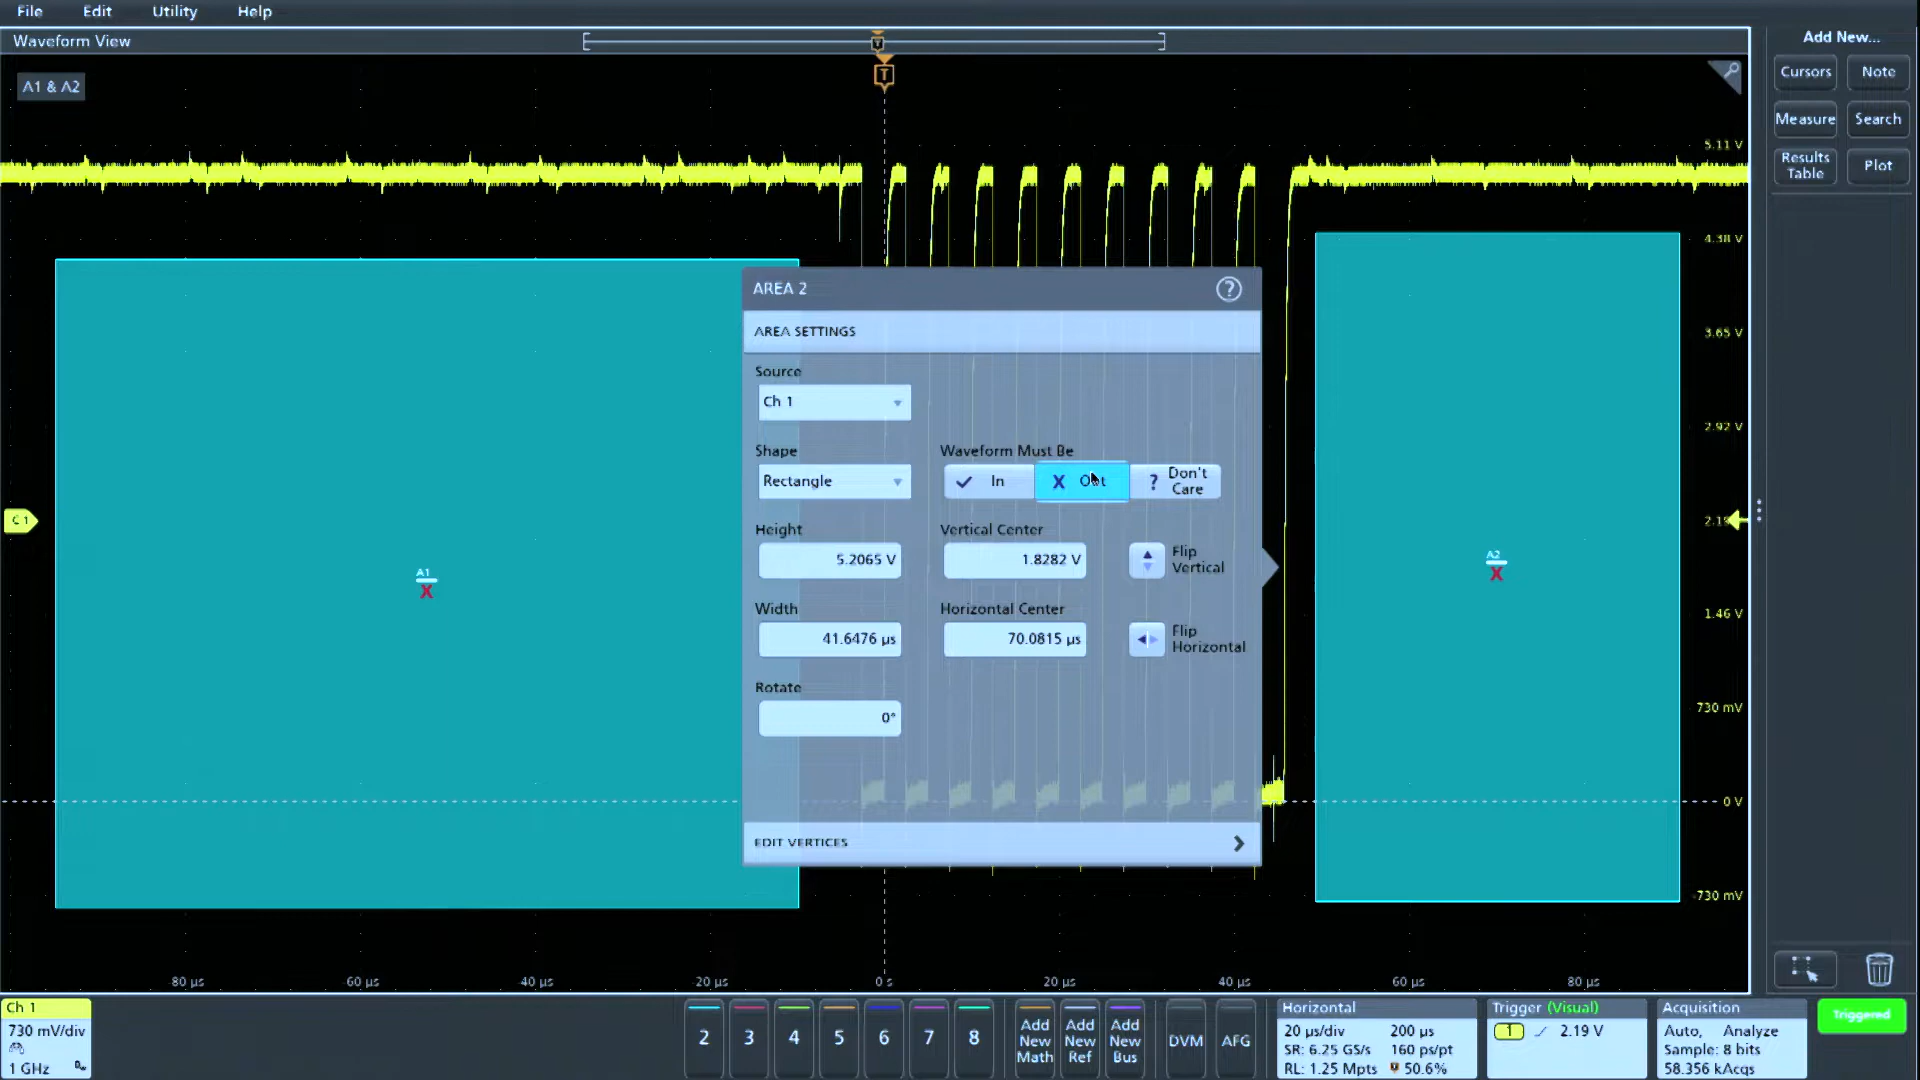 File Edit Utility Help
Waveform View
Add New...
Cursors Note
Measure Search
Results Table Plot
T
A1 & A2
5.11 V
4.38 V
3.65 V
2.92 V
1.46 V
730 mV
0 V
-730 mV
C 1
A1
X
A2
X
AREA 2 ?
AREA SETTINGS
Source
Ch 1
Shape
Rectangle
Waveform Must Be
In
X
? Don't Care
Height
5.2065 V
Vertical Center
1.8282 V
Flip Vertical
Width
41.6476 µs
Horizontal Center
70.0815 µs
Flip Horizontal
Rotate
0°
EDIT VERTICES
-80 µs -60 µs -40 µs -20 µs 0 s 20 µs 40 µs 60 µs 80 µs
Ch 1
730 mV/div
1 GHz
2 3 4 5 6 7 8
Add New Math
Add New Ref
Add New Bus
DVM
AFG
Horizontal
20 µs/div 200 µs
SR: 6.25 GS/s 160 ps/pt
RL: 1.25 Mpts 50.6%
Trigger (Visual)
1 2.19 V
Acquisition
Auto, Analyze
Sample: 8 bits
58.356 kAcqs
Triggered